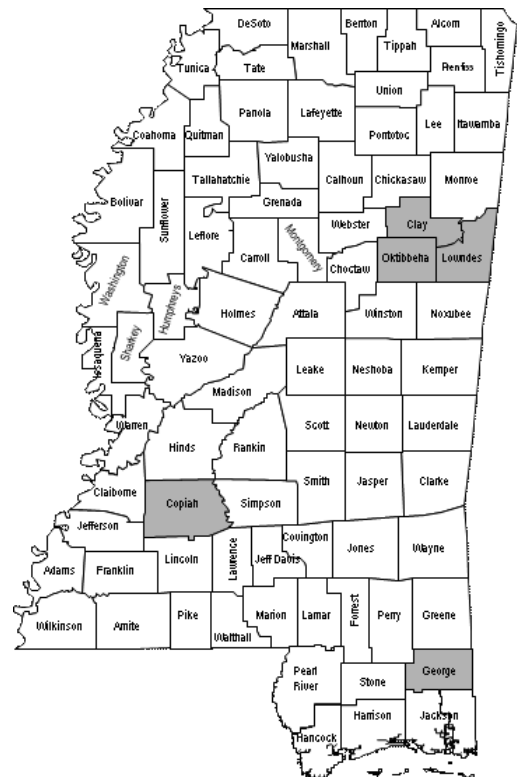 DeSoto
Marshall
Benton
Tippah
Alcorn
Tishomingo
Prentiss
Tunica
Tate
Union
Panola
Lafeyette
Pontotoc
Lee
Itawamba
Coahoma
Quitman
Yalobusha
Tallahatchie
Calhoun
Chickasaw
Monroe
Bolivar
Sunflower
Grenada
Leflore
Webster
Clay
Montgomery
Carroll
Choctaw
Oktibbeha
Lowndes
Washington
Humphreys
Holmes
Attala
Winston
Noxubee
Sharkey
Issaquena
Yazoo
Leake
Neshoba
Kemper
Madison
Warren
Scott
Newton
Lauderdale
Hinds
Rankin
Smith
Jasper
Clarke
Claiborne
Copiah
Simpson
Jefferson
Covington
Lawrence
Jeff Davis
Jones
Wayne
Lincoln
Adams
Franklin
Wilkinson
Amite
Pike
Walthall
Marion
Lamar
Forrest
Perry
Greene
Pearl
River
Stone
George
Hancock
Harrison
Jackson